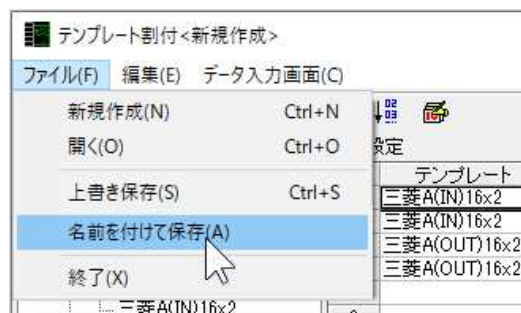 テンプレート割付<新規作成>
ファイル(F) 編集(E) データ入力画面(C)
新規作成(N) Ctrl+N
開く(O) Ctrl+O
上書き保存(S) Ctrl+S
名前を付けて保存(A)
終了(X)
設定
テンプレート
三菱A(IN)16x2
三菱A(IN)16x2
三菱A(OUT)16x2
三菱A(OUT)16x2
三菱A(IN)16x2